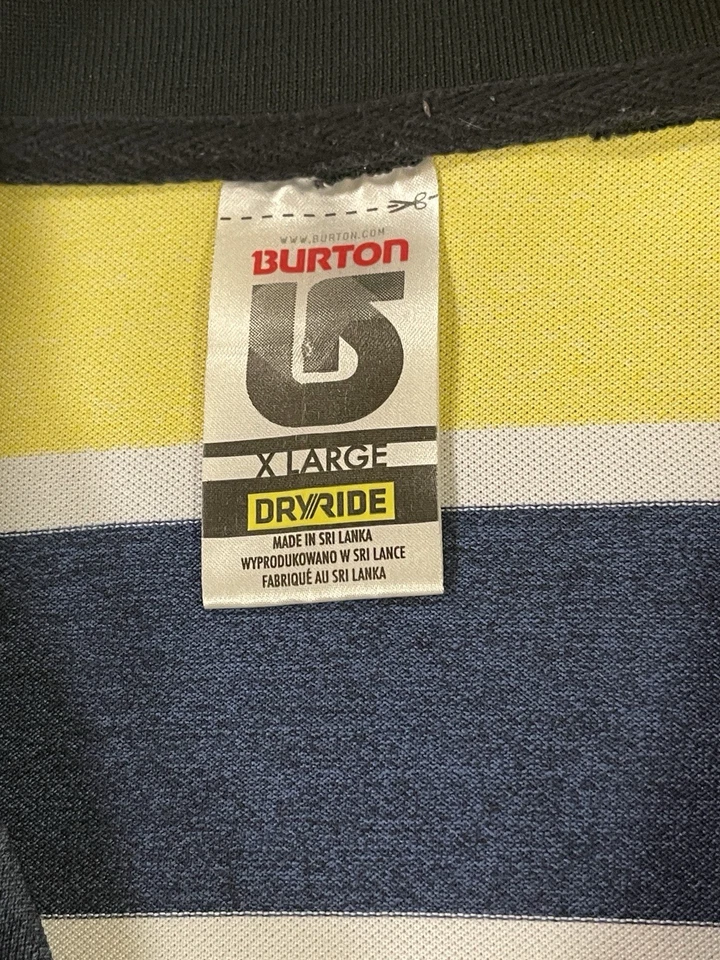 WWW.BURTON.COM
BURTON
X LARGE
DRYRIDE
MADE IN SRI LANKA
WYPRODUKOWANO W SRI LANCE
FABRIQUÉ AU SRI LANKA